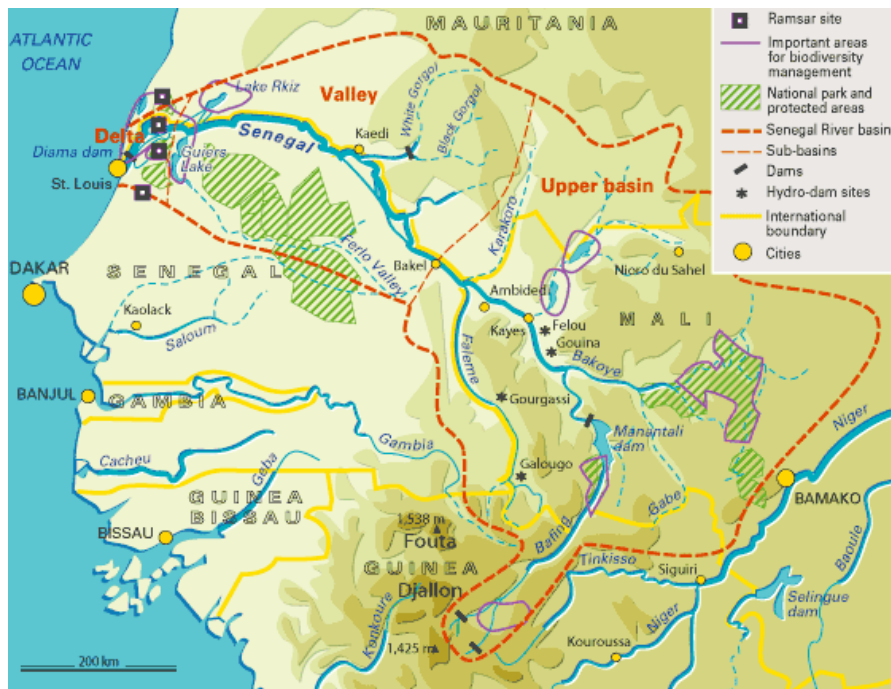 MAURITANIA
ATLANTIC
OCEAN
Lake Rkiz
Valley
White Gorgol
Black Gorgol
Delta
Senegal
Kaedi
Diama dam
Guiers
Lake
St. Louis
Upper basin
Karakoro
Ferlo Valley
Bakel
Nioro du Sahel
DAKAR
SENEGAL
Ambided.
Kaolack
Saloum
Kayes
Felou
Gouina
MALI
Bakoye
Faleme
BANJUL
GAMBIA
Gourgassi
Gambia
Manantali
dam
Niger
Cacheu
Geba
Galougo
GUINEA
BISSAU
Gabe
BAMAKO
BISSAU
1,538 m
Fouta
Bafing
Tinkisso
Siguiri
Baoule
GUINEA
Djallon
Selingue
dam
Konkoure
Niger
1,425 m
Kouroussa
200 km
Ramsar site
Important areas
for biodiversity
management
National park and
protected areas
Senegal River basin
Sub-basins
Dams
Hydro-dam sites
International
boundary
Cities